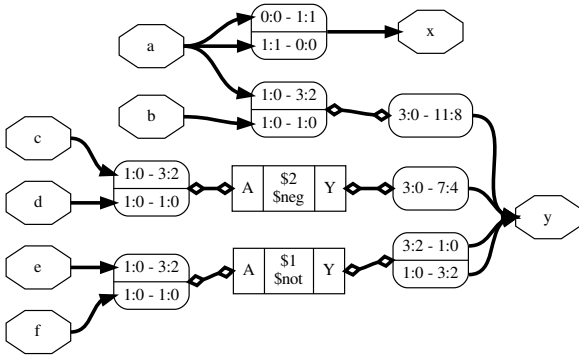 a
0:0 - 1:1
1:1 - 0:0
x
b
1:0 - 3:2
1:0 - 1:0
3:0 - 11:8
c
d
1:0 - 3:2
1:0 - 1:0
A
$2
$neg
Y
3:0 - 7:4
y
e
f
1:0 - 3:2
1:0 - 1:0
A
$1
$not
Y
3:2 - 1:0
1:0 - 3:2